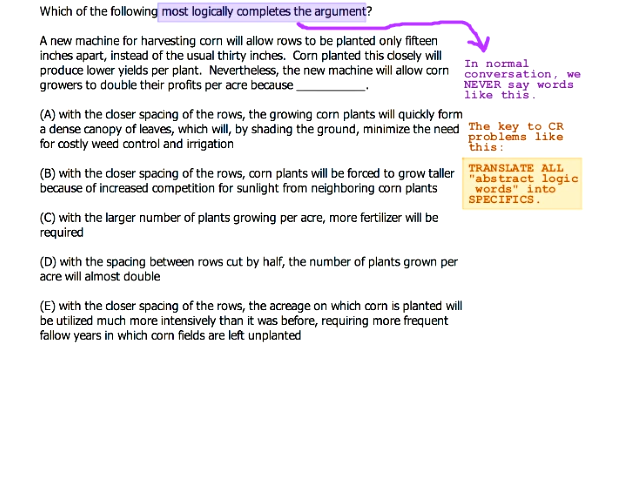 Which of the following most logically completes the argument?
A new machine for harvesting corn will allow rows to be planted only fifteen
inches apart, instead of the usual thirty inches. Corn planted this closely will
produce lower yields per plant. Nevertheless, the new machine will allow corn
growers to double their profits per acre because __________.
(A) with the closer spacing of the rows, the growing corn plants will quickly form
a dense canopy of leaves, which will, by shading the ground, minimize the need
for costly weed control and irrigation
(B) with the closer spacing of the rows, corn plants will be forced to grow taller
because of increased competition for sunlight from neighboring corn plants
(C) with the larger number of plants growing per acre, more fertilizer will be
required
(D) with the spacing between rows cut by half, the number of plants grown per
acre will almost double
(E) with the closer spacing of the rows, the acreage on which corn is planted will
be utilized much more intensively than it was before, requiring more frequent
fallow years in which corn fields are left unplanted
In normal
conversation, we
NEVER say words
like this.
The key to CR
problems like
this:
TRANSLATE ALL
"abstract logic
words" into
SPECIFICS.